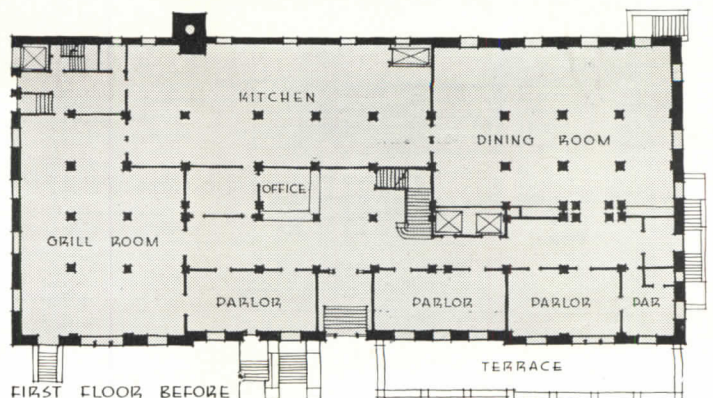 KITCHEN
DINING ROOM
OFFICE
GRILL ROOM
PARLOR
PARLOR
PARLOR
PAR
TERRACE
FIRST FLOOR BEFORE